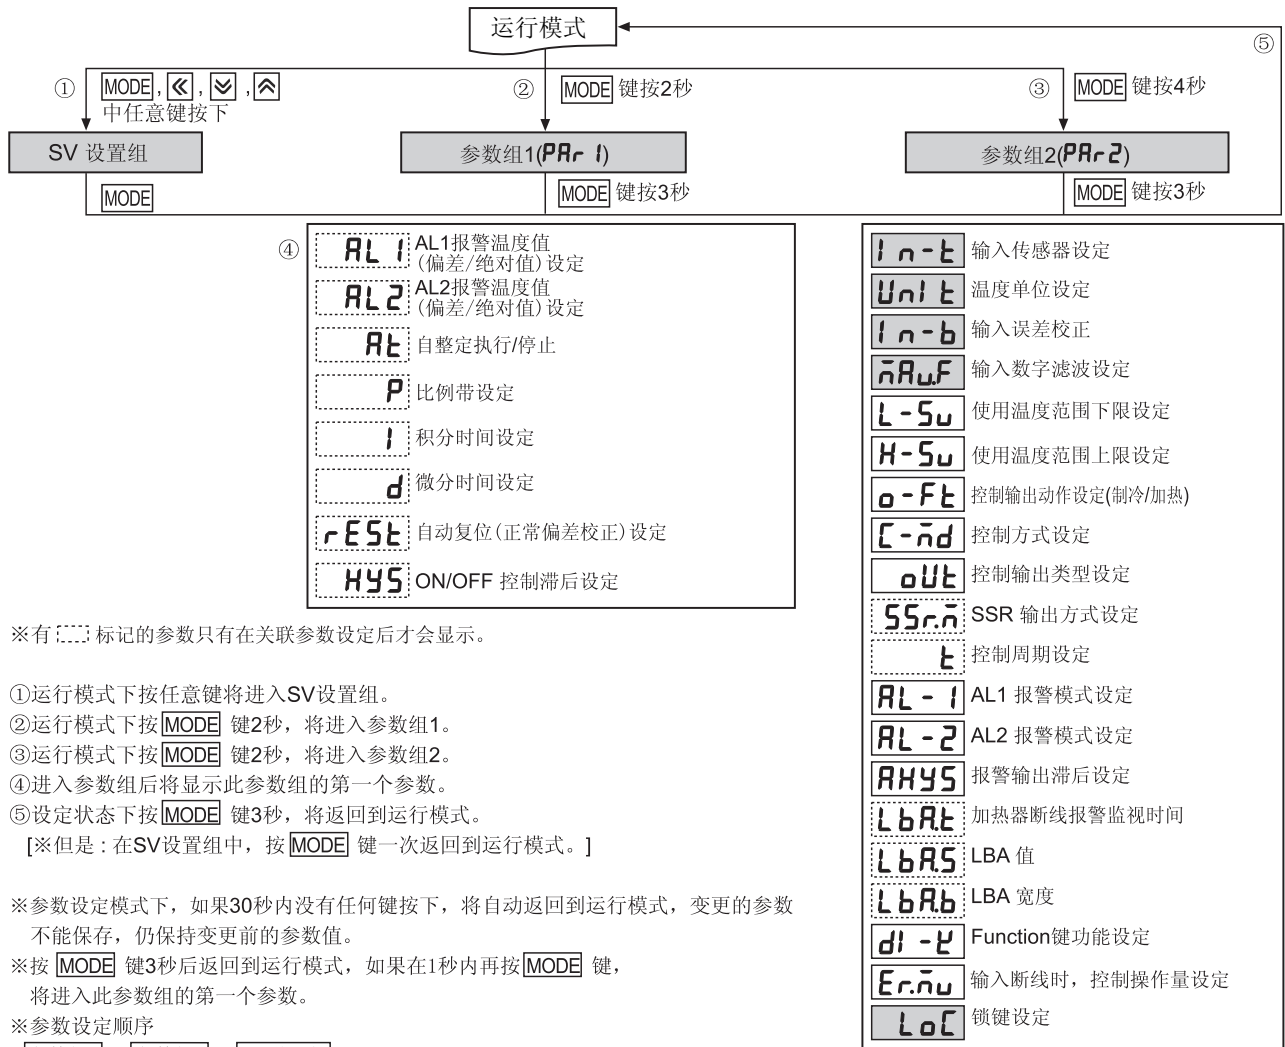 运行模式
⑤
① MODE, ≪, ︾, ︽
中任意键按下
② MODE 键按2秒
③ MODE 键按4秒
SV 设置组
参数组1(PAr1)
参数组2(PAr2)
MODE
MODE 键按3秒
MODE 键按3秒
④
AL1 AL1报警温度值
(偏差/绝对值)设定
AL2 AL2报警温度值
(偏差/绝对值)设定
At 自整定执行/停止
P 比例带设定
I 积分时间设定
d 微分时间设定
rESt 自动复位(正常偏差校正)设定
HYS ON/OFF 控制滞后设定
In-t 输入传感器设定
UnIt 温度单位设定
In-b 输入误差校正
mAu.F 输入数字滤波设定
L-Su 使用温度范围下限设定
H-Su 使用温度范围上限设定
o-Ft 控制输出动作设定(制冷/加热)
C-md 控制方式设定
oUt 控制输出类型设定
SSr.m SSR 输出方式设定
t 控制周期设定
AL-1 AL1 报警模式设定
AL-2 AL2 报警模式设定
AHYS 报警输出滞后设定
LbA.t 加热器断线报警监视时间
LbA.S LBA 值
LbA.b LBA 宽度
dI-K Function键功能设定
Er.mu 输入断线时，控制操作量设定
LoC 锁键设定
※有 标记的参数只有在关联参数设定后才会显示。
①运行模式下按任意键将进入SV设置组。
②运行模式下按 MODE 键2秒，将进入参数组1。
③运行模式下按 MODE 键2秒，将进入参数组2。
④进入参数组后将显示此参数组的第一个参数。
⑤设定状态下按 MODE 键3秒，将返回到运行模式。
[※但是 : 在SV设置组中，按 MODE 键一次返回到运行模式。]
※参数设定模式下，如果30秒内没有任何键按下，将自动返回到运行模式，变更的参数
不能保存，仍保持变更前的参数值。
※按 MODE 键3秒后返回到运行模式，如果在1秒内再按 MODE 键，
将进入此参数组的第一个参数。
※参数设定顺序